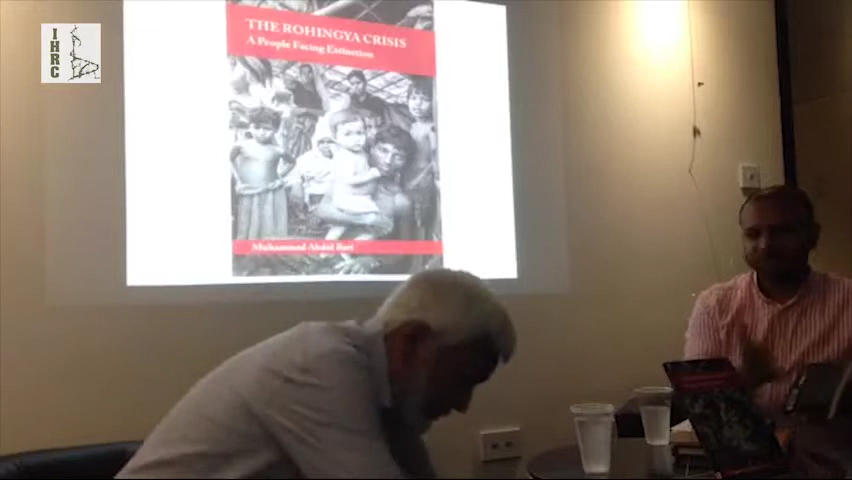 IHRC
THE ROHINGYA CRISIS
A People Facing Extinction
Muhammad Abdul Bari